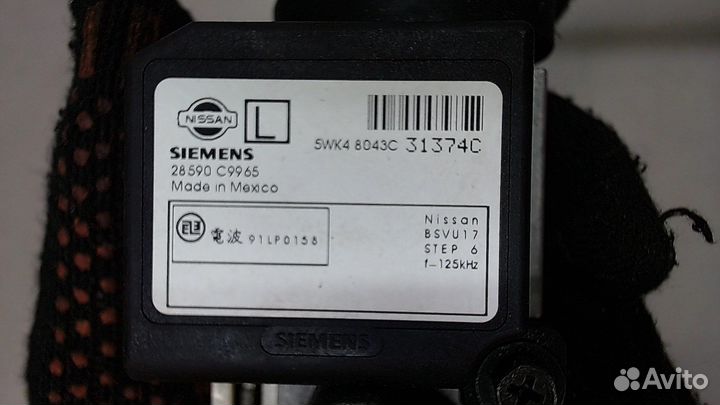 NISSAN
L
SIEMENS
28590 C9965
Made in Mexico
5WK4 8043C 31374C
電波 91LP0158
Nissan
BSVU17
STEP 6
f-125kHz
SIEMENS
Avito